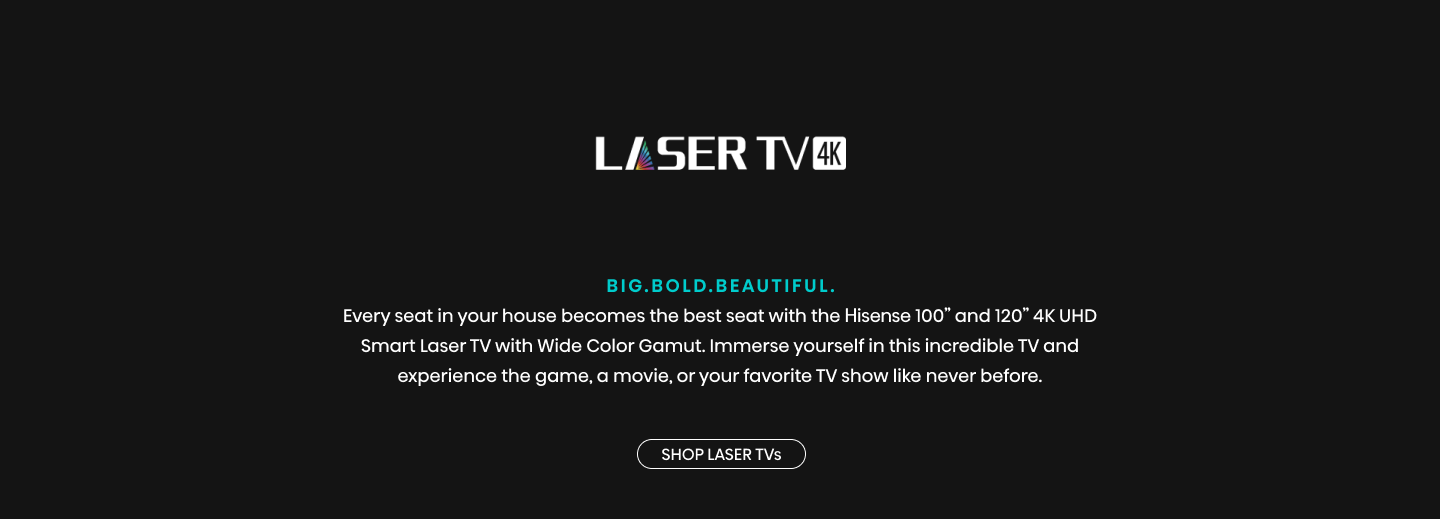 LASER TV 4K
BIG.BOLD.BEAUTIFUL.
Every seat in your house becomes the best seat with the Hisense 100” and 120” 4K UHD
Smart Laser TV with Wide Color Gamut. Immerse yourself in this incredible TV and
experience the game, a movie, or your favorite TV show like never before.
SHOP LASER TVs